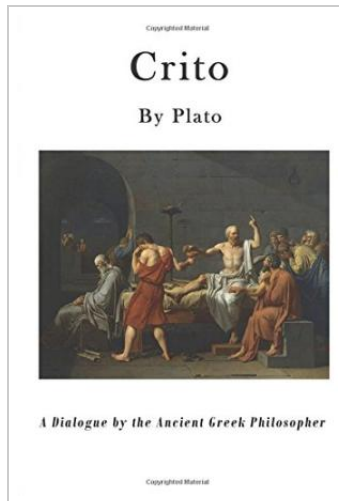 Copyrighted Material
Crito
By Plato
A Dialogue by the Ancient Greek Philosopher
Copyrighted Material